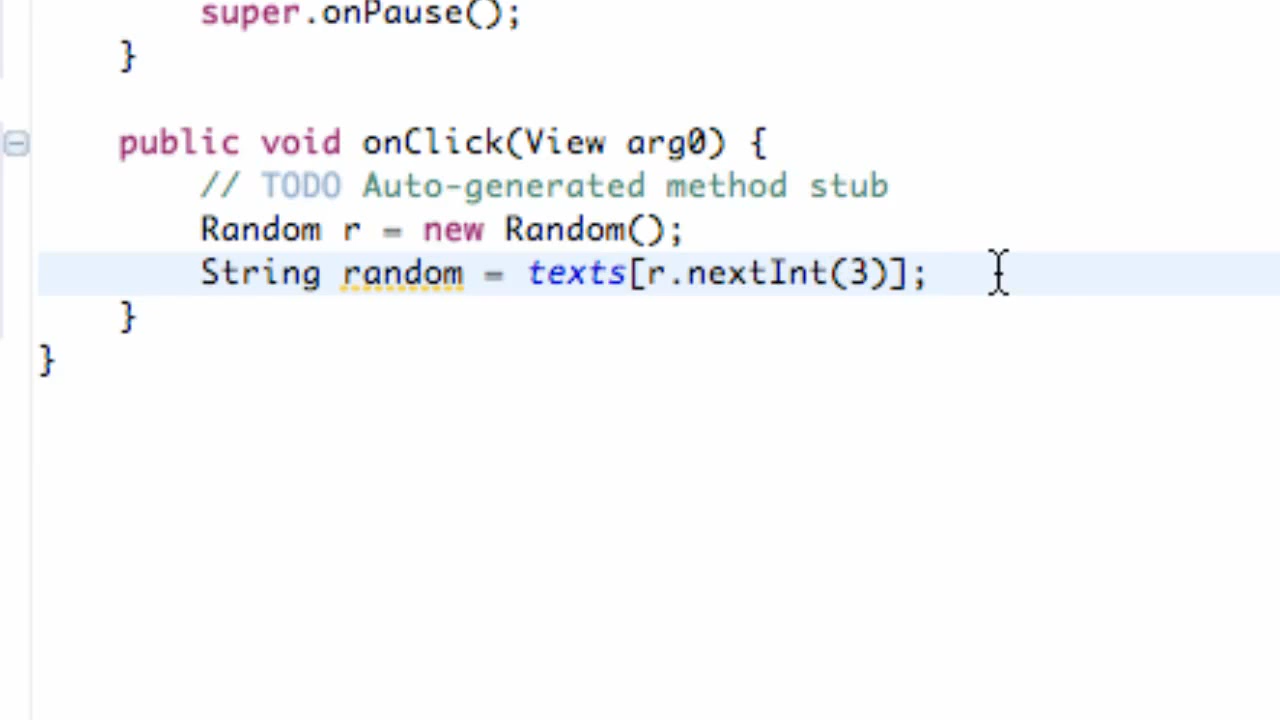 super.onPause();
}
public void onClick(View arg0) {
// TODO Auto-generated method stub
Random r = new Random();
String random = texts[r.nextInt(3)];
}
}